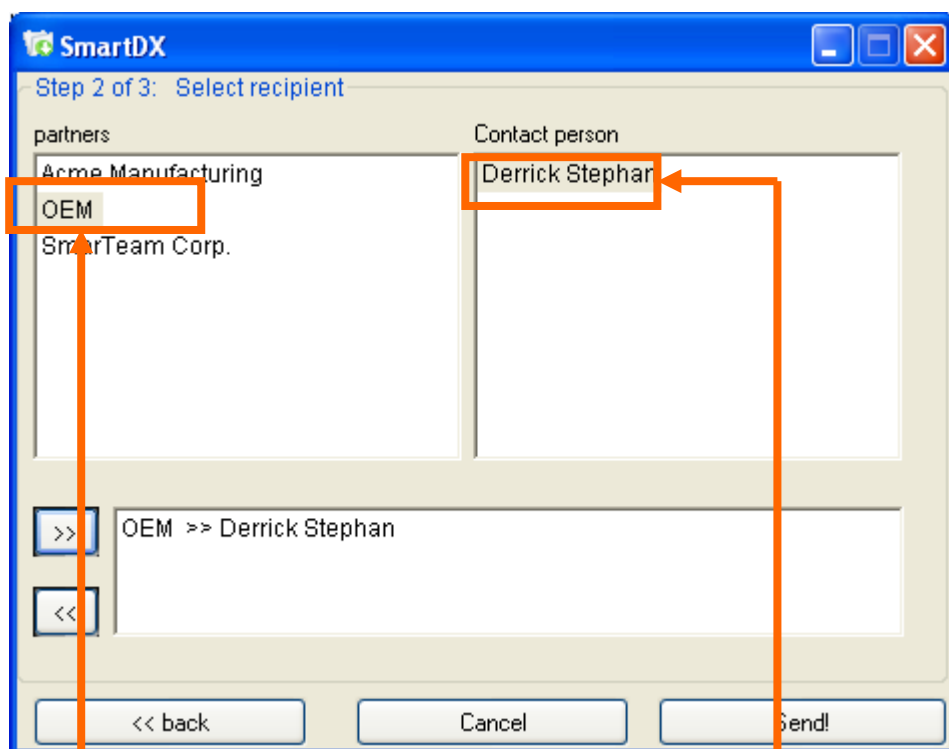 SmartDX
Step 2 of 3: Select recipient
partners
Contact person
Acme Manufacturing
OEM
SmarTeam Corp.
Derrick Stephan
>>
OEM >> Derrick Stephan
<<
<< back
Cancel
Send!